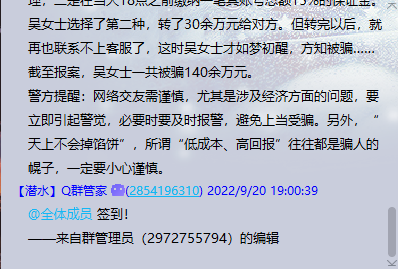 理，二是在当天18点之前缴纳一笔其账号总额15%的保证金。
吴女士选择了第二种，转了30余万元给对方。但转完以后，就
再也联系不上客服了，这时吴女士才如梦初醒，方知被骗……
截至报案，吴女士一共被骗140余万元。
警方提醒：网络交友需谨慎，尤其是涉及经济方面的问题，要
立即引起警觉，必要时要及时报警，避免上当受骗。另外，“
天上不会掉馅饼”，所谓“低成本、高回报”往往都是骗人的
幌子，一定要小心谨慎。
【潜水】Q群管家(2854196310) 2022/9/20 19:00:39
@全体成员 签到!
——来自群管理员（2972755794）的编辑